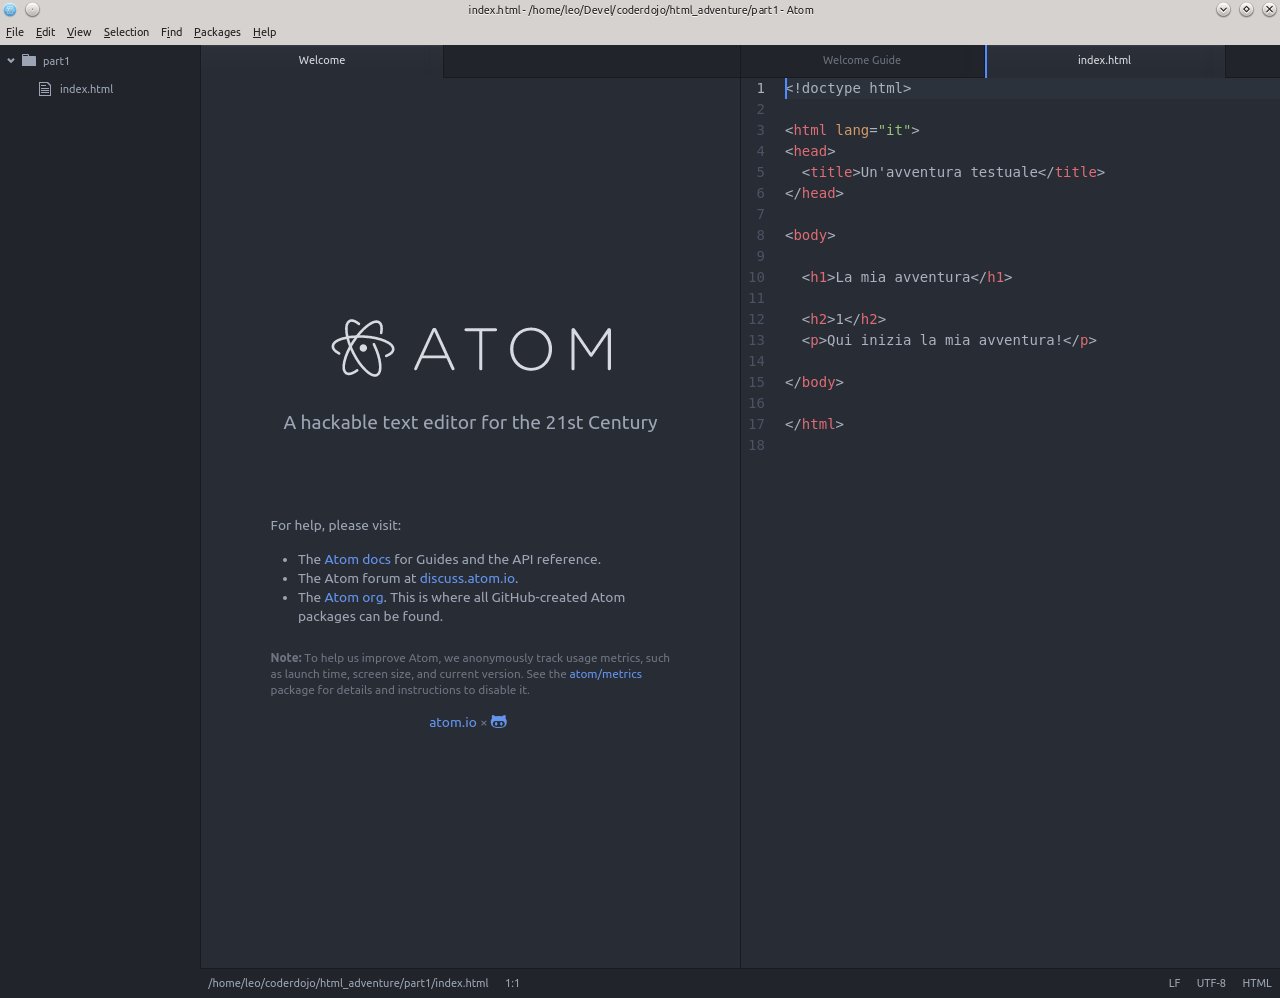 index.html - /home/leo/Devel/coderdojo/html_adventure/part1 - Atom
File Edit View Selection Find Packages Help
part1
index.html
Welcome
ATOM
A hackable text editor for the 21st Century
For help, please visit:
• The Atom docs for Guides and the API reference.
• The Atom forum at discuss.atom.io.
• The Atom org. This is where all GitHub-created Atom
packages can be found.
Note: To help us improve Atom, we anonymously track usage metrics, such
as launch time, screen size, and current version. See the atom/metrics
package for details and instructions to disable it.
atom.io ×
Welcome Guide index.html
1 <!doctype html>
2
3 <html lang="it">
4 <head>
5   <title>Un'avventura testuale</title>
6 </head>
7
8 <body>
9
10   <h1>La mia avventura</h1>
11
12   <h2>1</h2>
13   <p>Qui inizia la mia avventura!</p>
14
15 </body>
16
17 </html>
18
/home/leo/coderdojo/html_adventure/part1/index.html 1:1 LF UTF-8 HTML